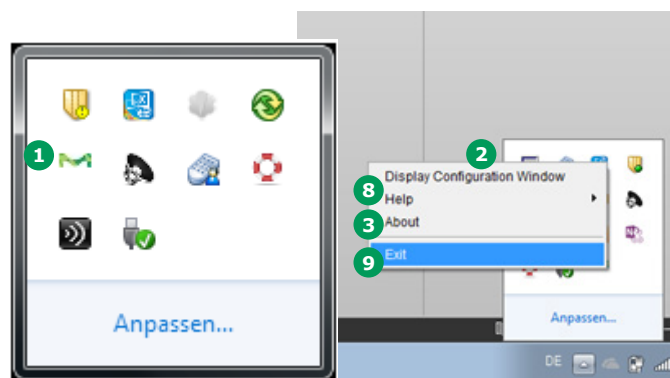 1
Anpassen...
2
Display Configuration Window
8 Help
3 About
9 Exit
Anpassen...
DE